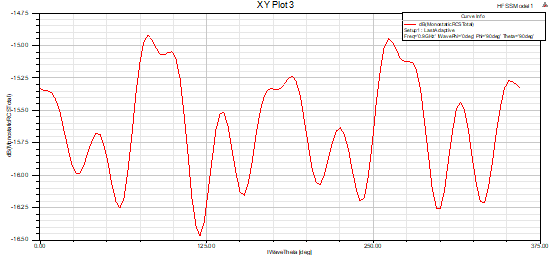 XY Plot 3
HFSSModel1
Curve Info
dB(MonostaticRCSTotal)
Setup1 : LastAdaptive
Freq='0.9GHz' IWavePhi='0deg' Phi='90deg' Theta='90deg'
-14.75
-15.00
-15.25
-15.50
-15.75
-16.00
-16.25
-16.50
dB(MonostaticRCSTotal)
0.00
125.00
250.00
375.00
IWaveTheta [deg]